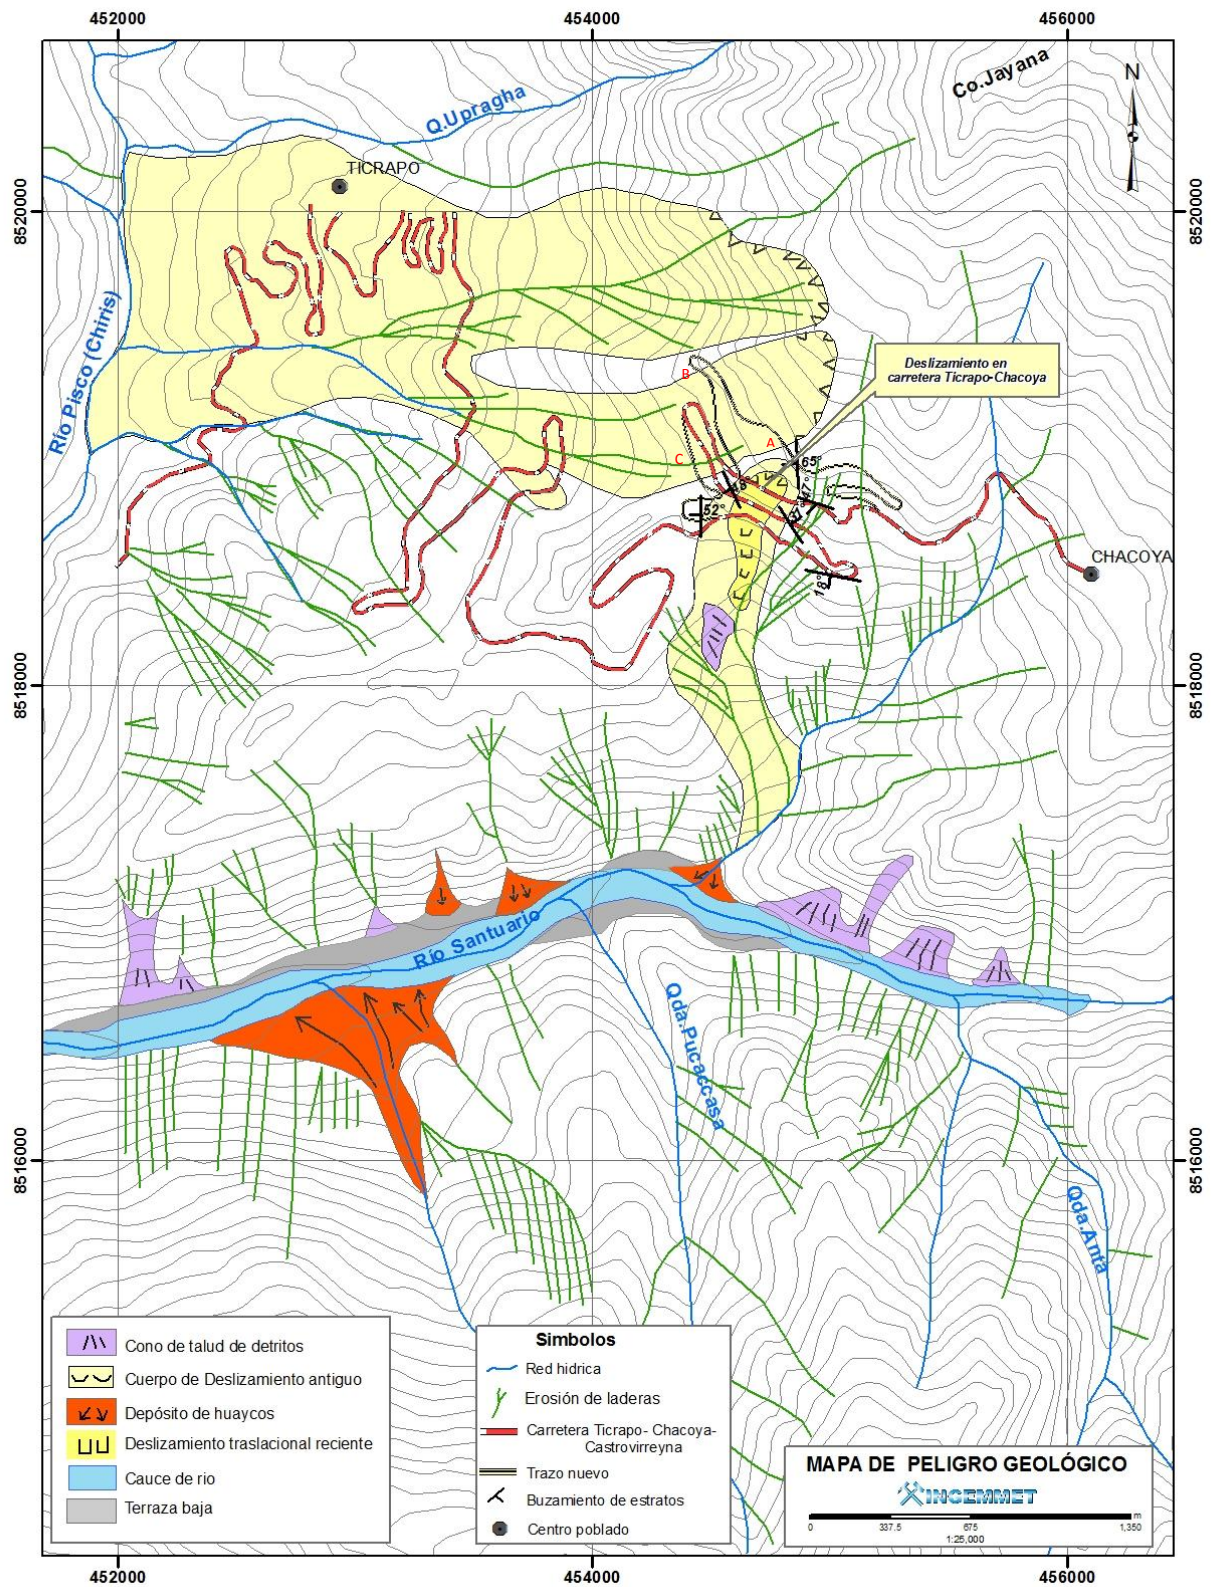 452000
454000
456000
Co.Jayana
N
Q.Upragha
TICRAPO
8520000
8520000
Río Pisco(Chiris)
Deslizamiento en
carretera Ticrapo-Chacoya
B
A
C
65°
47°
52°
18°
CHACOYA
8518000
8518000
Río Santuario
Qda.Pucaccasa
8516000
8516000
Qda.Anta
Cono de talud de detritos
Cuerpo de Deslizamiento antiguo
Depósito de huaycos
Deslizamiento traslacional reciente
Cauce de rio
Terraza baja
Simbolos
Red hidrica
Erosión de laderas
Carretera Ticrapo- Chacoya-
Castrovirreyna
Trazo nuevo
Buzamiento de estratos
Centro poblado
MAPA DE PELIGRO GEOLÓGICO
INGEMMET
0 337.5 675 1,350
m
1:25,000
452000
454000
456000